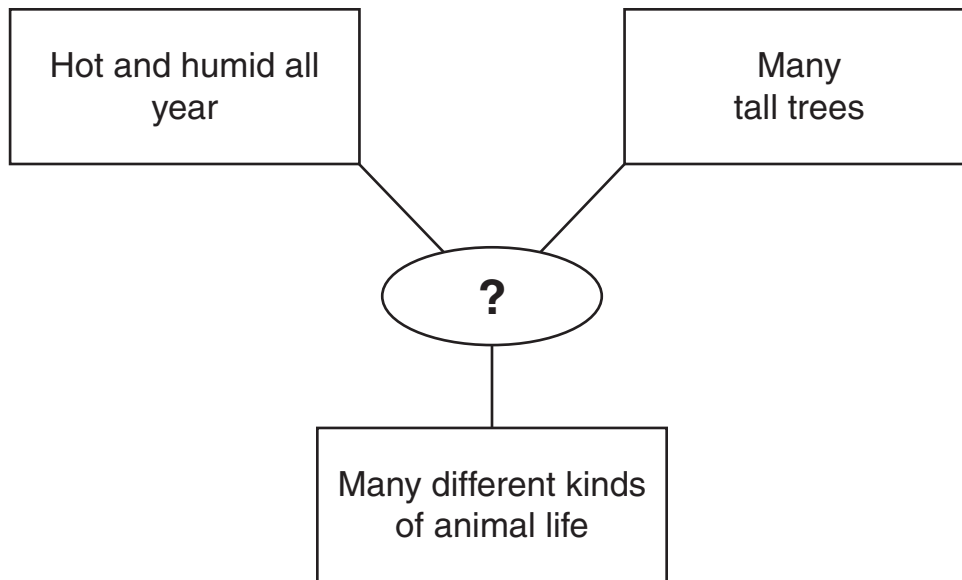 Hot and humid all
year
Many
tall trees
?
Many different kinds
of animal life